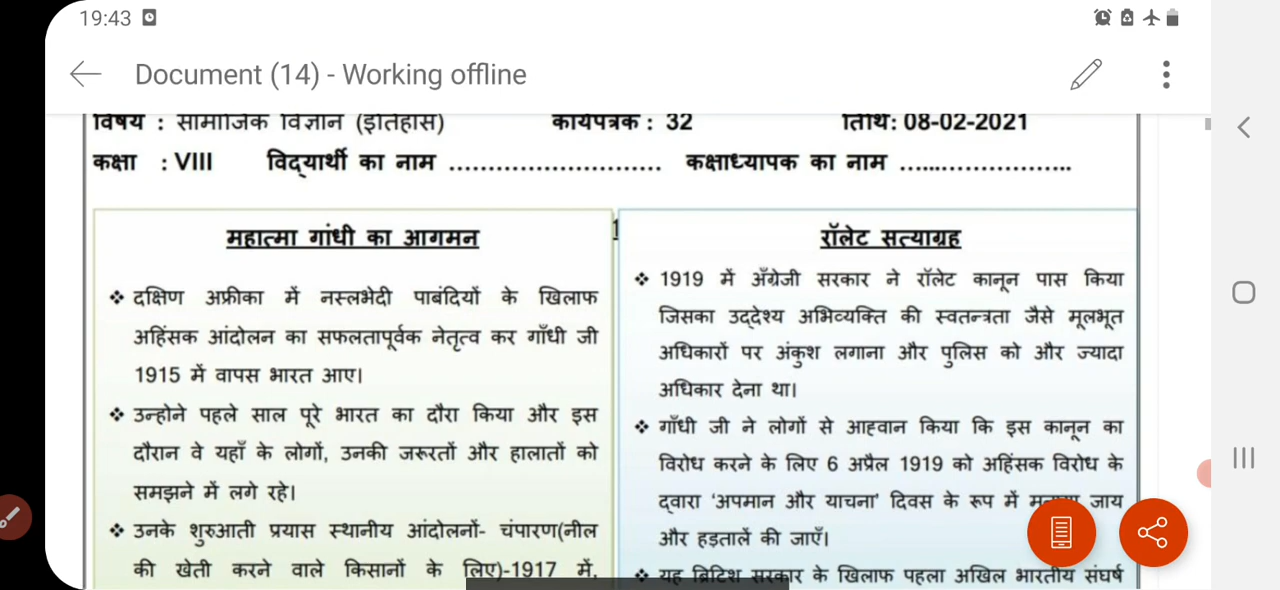 19:43
Document (14) - Working offline
विषय : सामाजिक विज्ञान (इतिहास)
कार्यपत्रक : 32
तिथि: 08-02-2021
कक्षा : VIII
विद्यार्थी का नाम ..............................
कक्षाध्यापक का नाम ........................
महात्मा गांधी का आगमन
❖ दक्षिण अफ्रीका में नस्लभेदी पाबंदियों के खिलाफ
अहिंसक आंदोलन का सफलतापूर्वक नेतृत्व कर गाँधी जी
1915 में वापस भारत आए।
❖ उन्होने पहले साल पूरे भारत का दौरा किया और इस
दौरान वे यहाँ के लोगों, उनकी जरूरतों और हालातों को
समझने में लगे रहे।
❖ उनके शुरुआती प्रयास स्थानीय आंदोलनों- चंपारण(नील
की खेती करने वाले किसानों के लिए)-1917 में,
1
रॉलेट सत्याग्रह
❖ 1919 में अँग्रेजी सरकार ने रॉलेट कानून पास किया
जिसका उद्देश्य अभिव्यक्ति की स्वतन्त्रता जैसे मूलभूत
अधिकारों पर अंकुश लगाना और पुलिस को और ज्यादा
अधिकार देना था।
❖ गाँधी जी ने लोगों से आहवान किया कि इस कानून का
विरोध करने के लिए 6 अप्रैल 1919 को अहिंसक विरोध के
द्वारा ‘अपमान और याचना’ दिवस के रूप में जाय
और हड़तालें की जाएँ।
❖ यह ब्रिटिश सरकार के खिलाफ पहला अखिल भारतीय संघर्ष